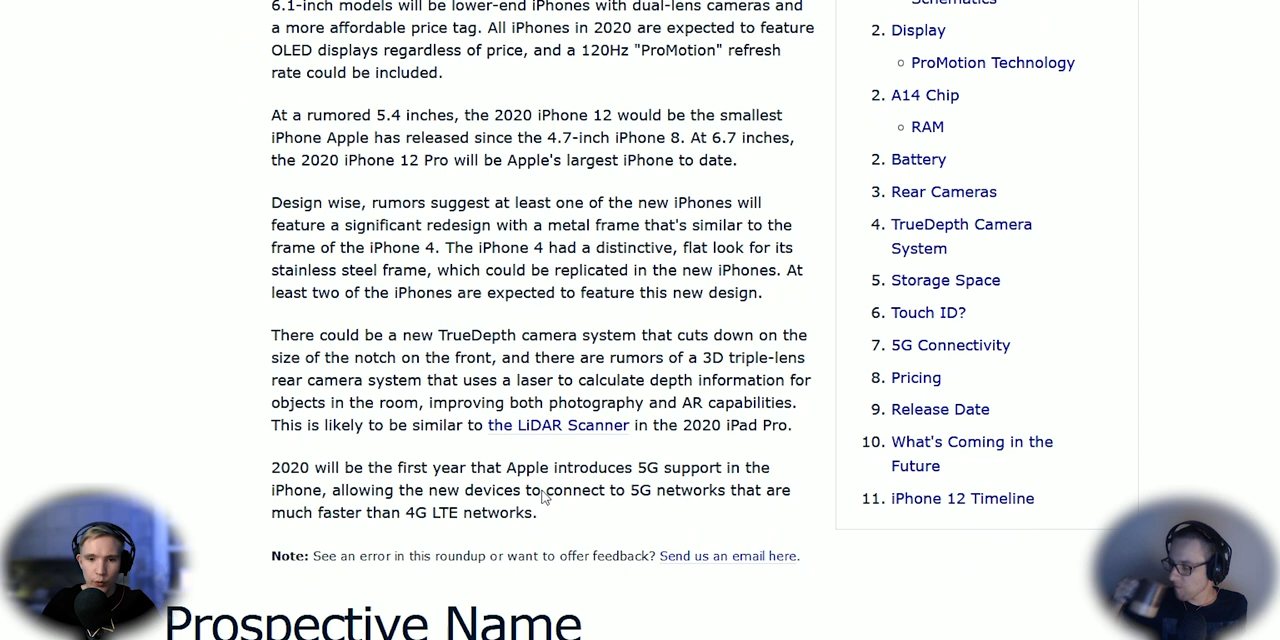 6.1-inch models will be lower-end iPhones with dual-lens cameras and
a more affordable price tag. All iPhones in 2020 are expected to feature
OLED displays regardless of price, and a 120Hz "ProMotion" refresh
rate could be included.
At a rumored 5.4 inches, the 2020 iPhone 12 would be the smallest
iPhone Apple has released since the 4.7-inch iPhone 8. At 6.7 inches,
the 2020 iPhone 12 Pro will be Apple's largest iPhone to date.
Design wise, rumors suggest at least one of the new iPhones will
feature a significant redesign with a metal frame that's similar to the
frame of the iPhone 4. The iPhone 4 had a distinctive, flat look for its
stainless steel frame, which could be replicated in the new iPhones. At
least two of the iPhones are expected to feature this new design.
There could be a new TrueDepth camera system that cuts down on the
size of the notch on the front, and there are rumors of a 3D triple-lens
rear camera system that uses a laser to calculate depth information for
objects in the room, improving both photography and AR capabilities.
This is likely to be similar to the LiDAR Scanner in the 2020 iPad Pro.
2020 will be the first year that Apple introduces 5G support in the
iPhone, allowing the new devices to connect to 5G networks that are
much faster than 4G LTE networks.
Note: See an error in this roundup or want to offer feedback? Send us an email here.
Prospective Name
Schematics
2. Display
ProMotion Technology
2. A14 Chip
RAM
2. Battery
3. Rear Cameras
4. TrueDepth Camera
System
5. Storage Space
6. Touch ID?
7. 5G Connectivity
8. Pricing
9. Release Date
10. What's Coming in the
Future
11. iPhone 12 Timeline